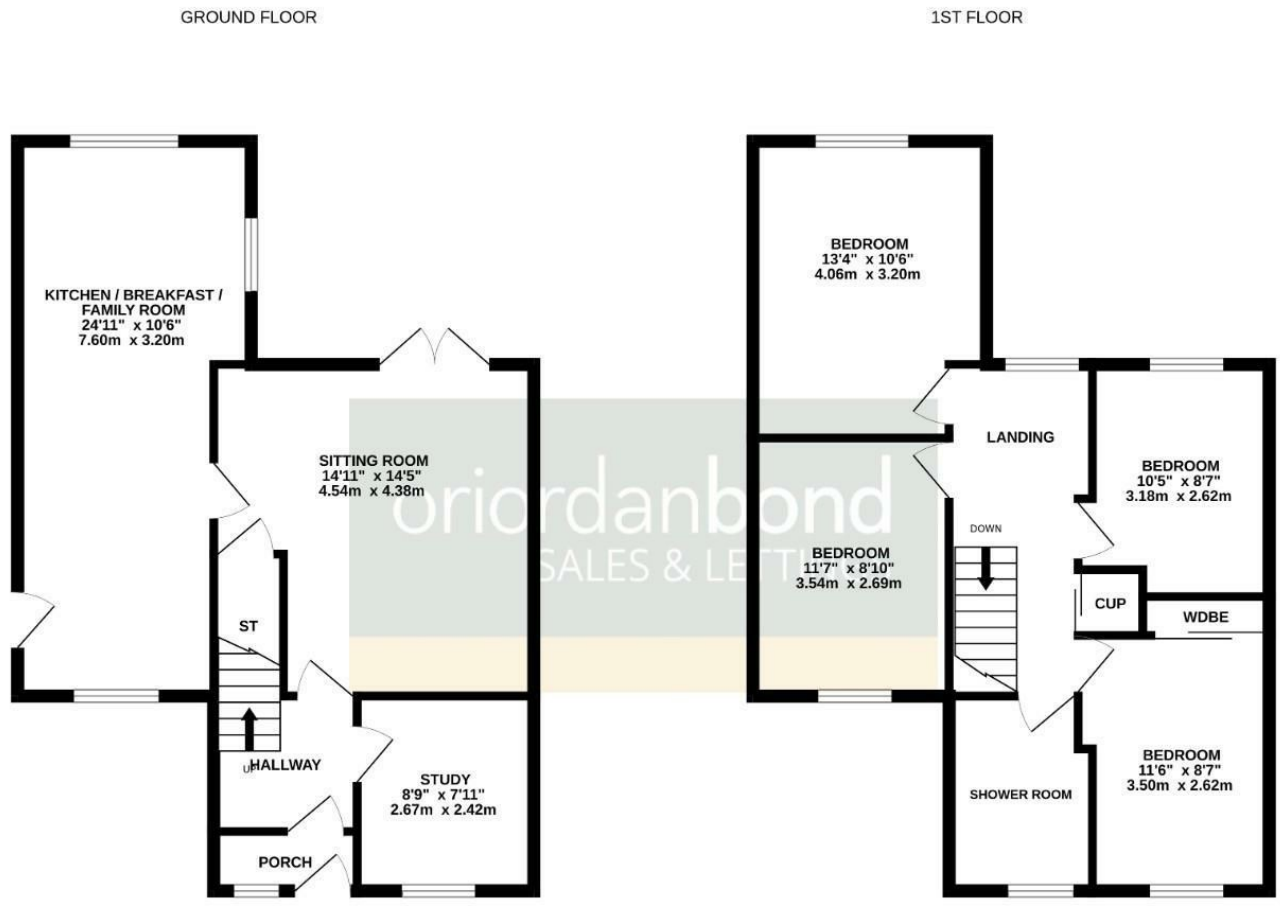 GROUND FLOOR
1ST FLOOR
KITCHEN / BREAKFAST /
FAMILY ROOM
24'11" x 10'6"
7.60m x 3.20m
SITTING ROOM
14'11" x 14'5"
4.54m x 4.38m
ST
UP
HALLWAY
STUDY
8'9" x 7'11"
2.67m x 2.42m
PORCH
BEDROOM
13'4" x 10'6"
4.06m x 3.20m
LANDING
BEDROOM
10'5" x 8'7"
3.18m x 2.62m
DOWN
BEDROOM
11'7" x 8'10"
3.54m x 2.69m
CUP
WDBE
BEDROOM
11'6" x 8'7"
3.50m x 2.62m
SHOWER ROOM
oriordanbond
SALES &